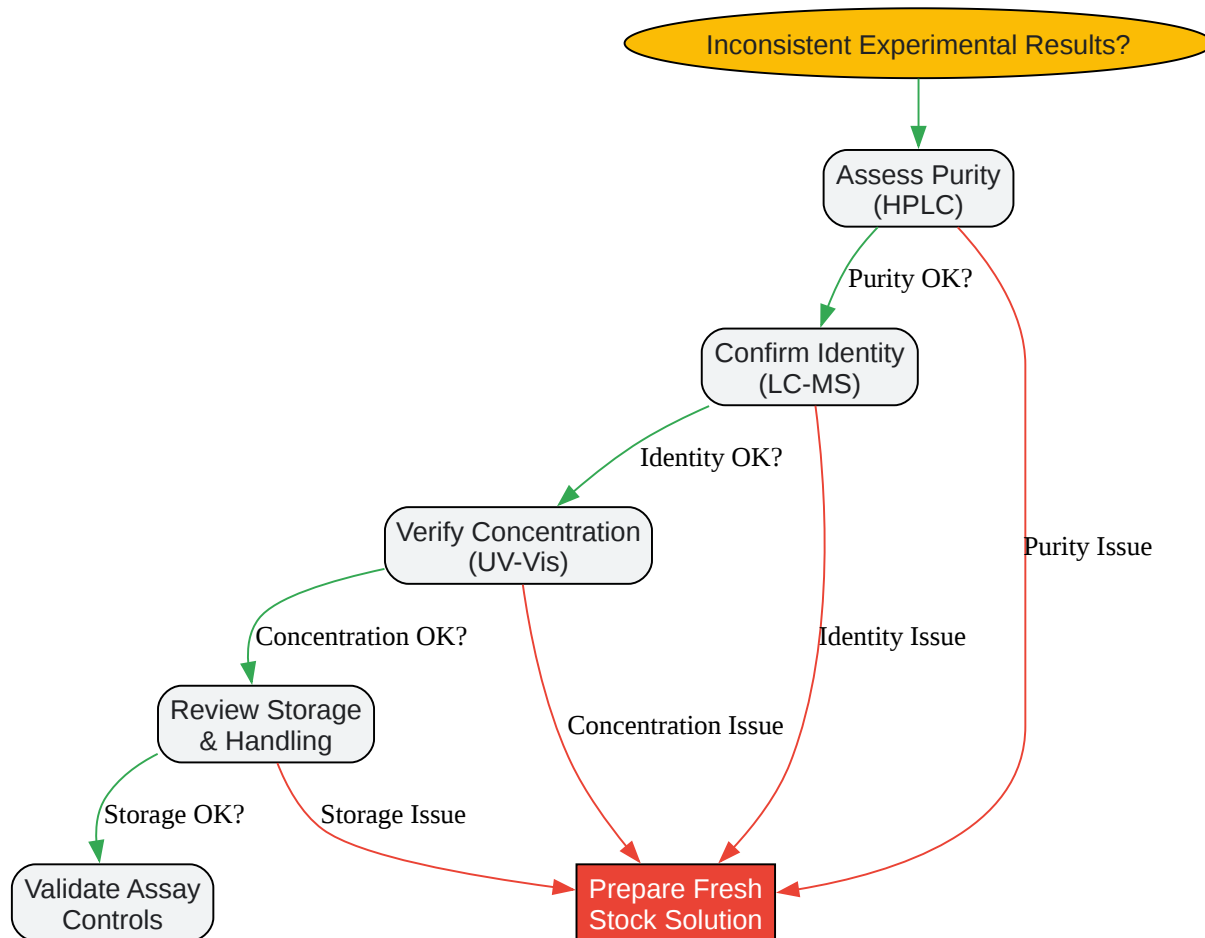 Inconsistent Experimental Results?
Assess Purity
(HPLC)
Purity OK?
Confirm Identity
(LC-MS)
Identity OK?
Verify Concentration
(UV-Vis)
Purity Issue
Concentration OK?
Identity Issue
Review Storage
& Handling
Concentration Issue
Storage OK?
Storage Issue
Validate Assay
Controls
Prepare Fresh
Stock Solution